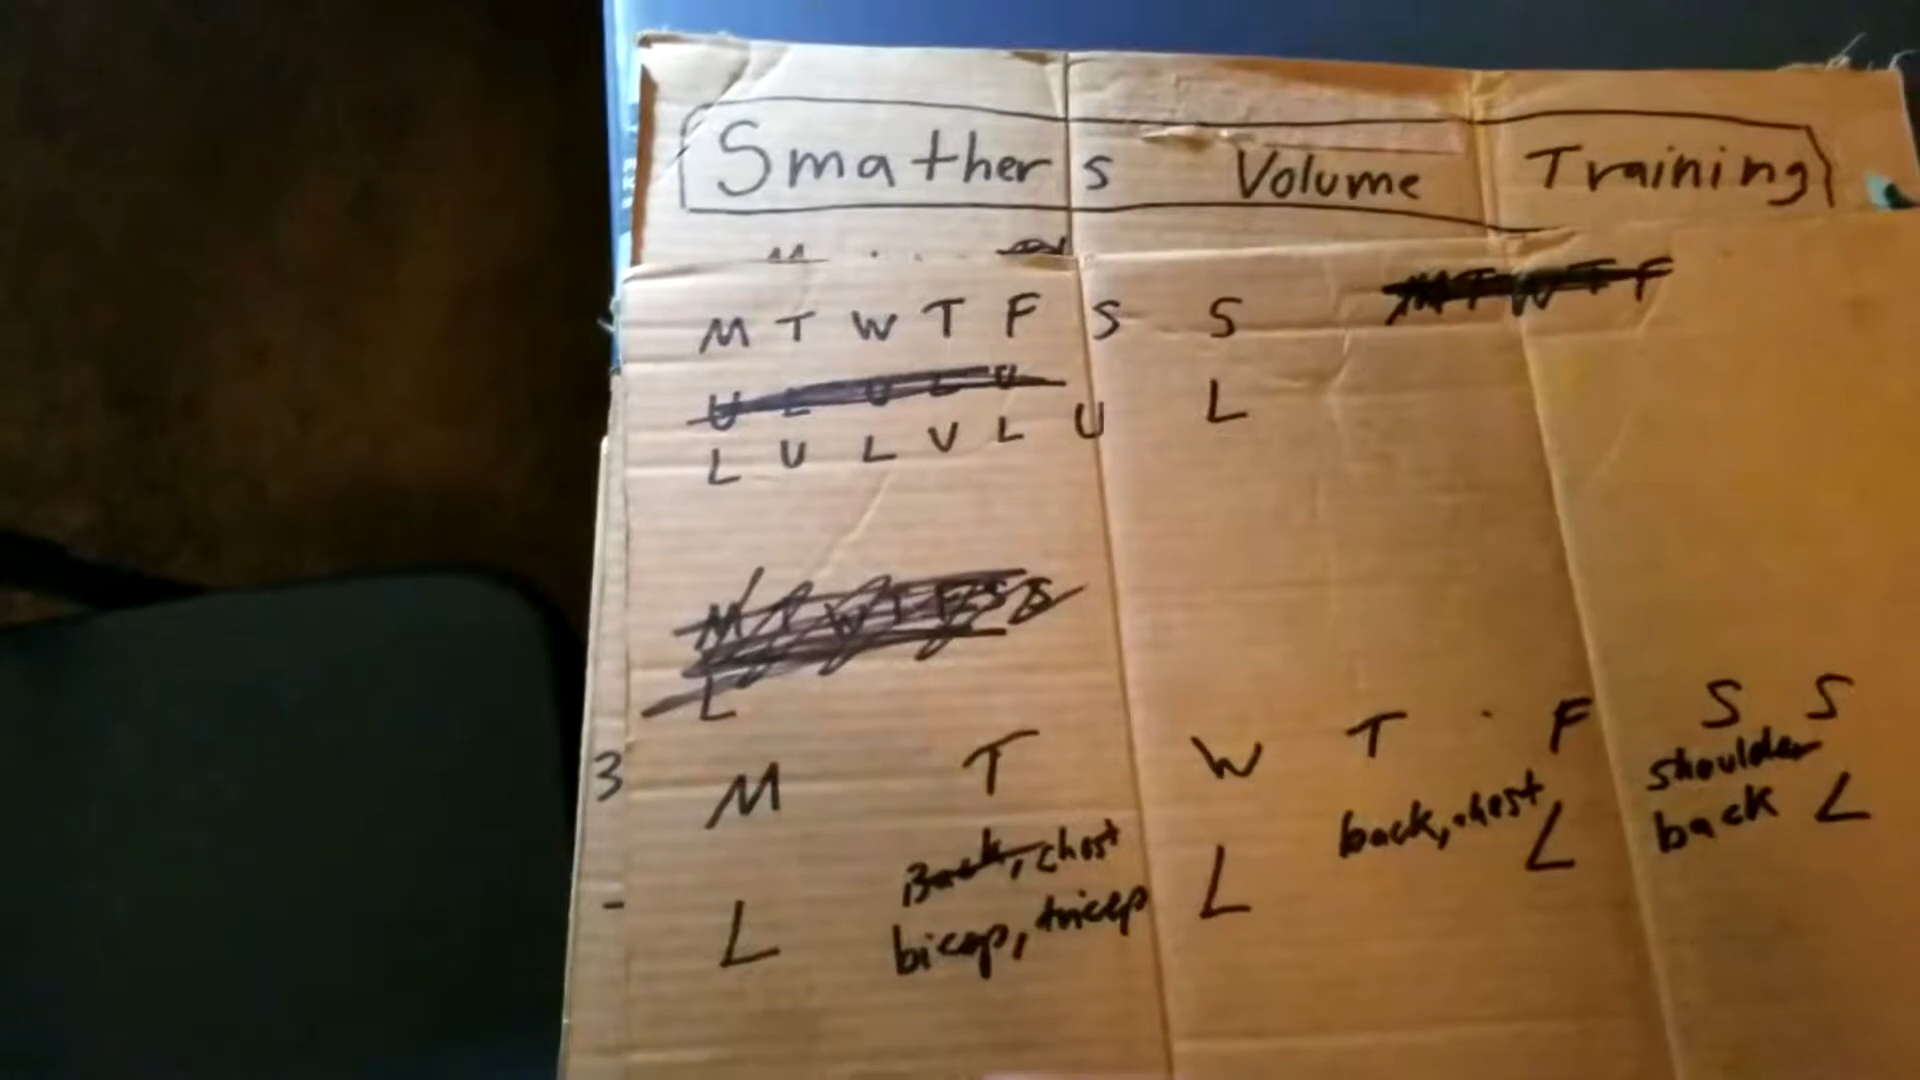 Smathers Volume Training
M T W T F S S
L U L U L U L
3
M T W T F S S
L Back, chest L back, chest L shoulder L
bicep, tricep back
-